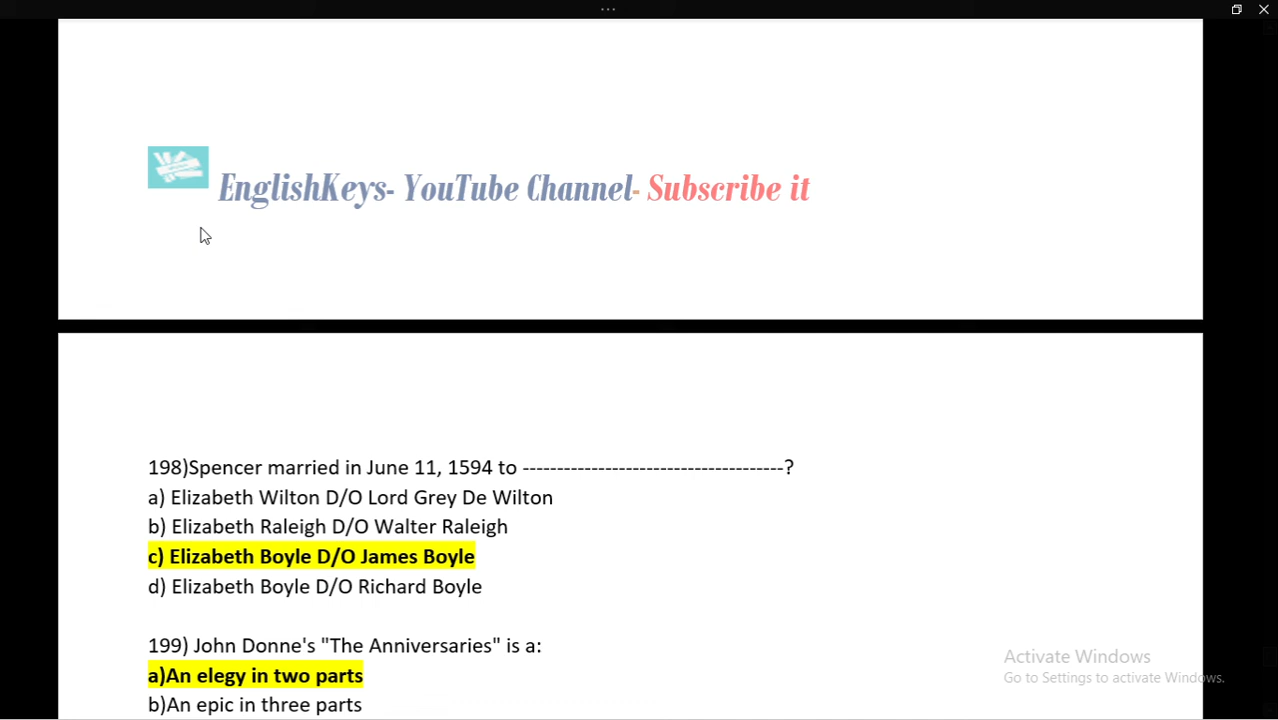 EnglishKeys- YouTube Channel- Subscribe it
198)Spencer married in June 11, 1594 to --------------------------------------?
a) Elizabeth Wilton D/O Lord Grey De Wilton
b) Elizabeth Raleigh D/O Walter Raleigh
c) Elizabeth Boyle D/O James Boyle
d) Elizabeth Boyle D/O Richard Boyle
199) John Donne's "The Anniversaries" is a:
a)An elegy in two parts
b)An epic in three parts
Activate Windows
Go to Settings to activate Windows.